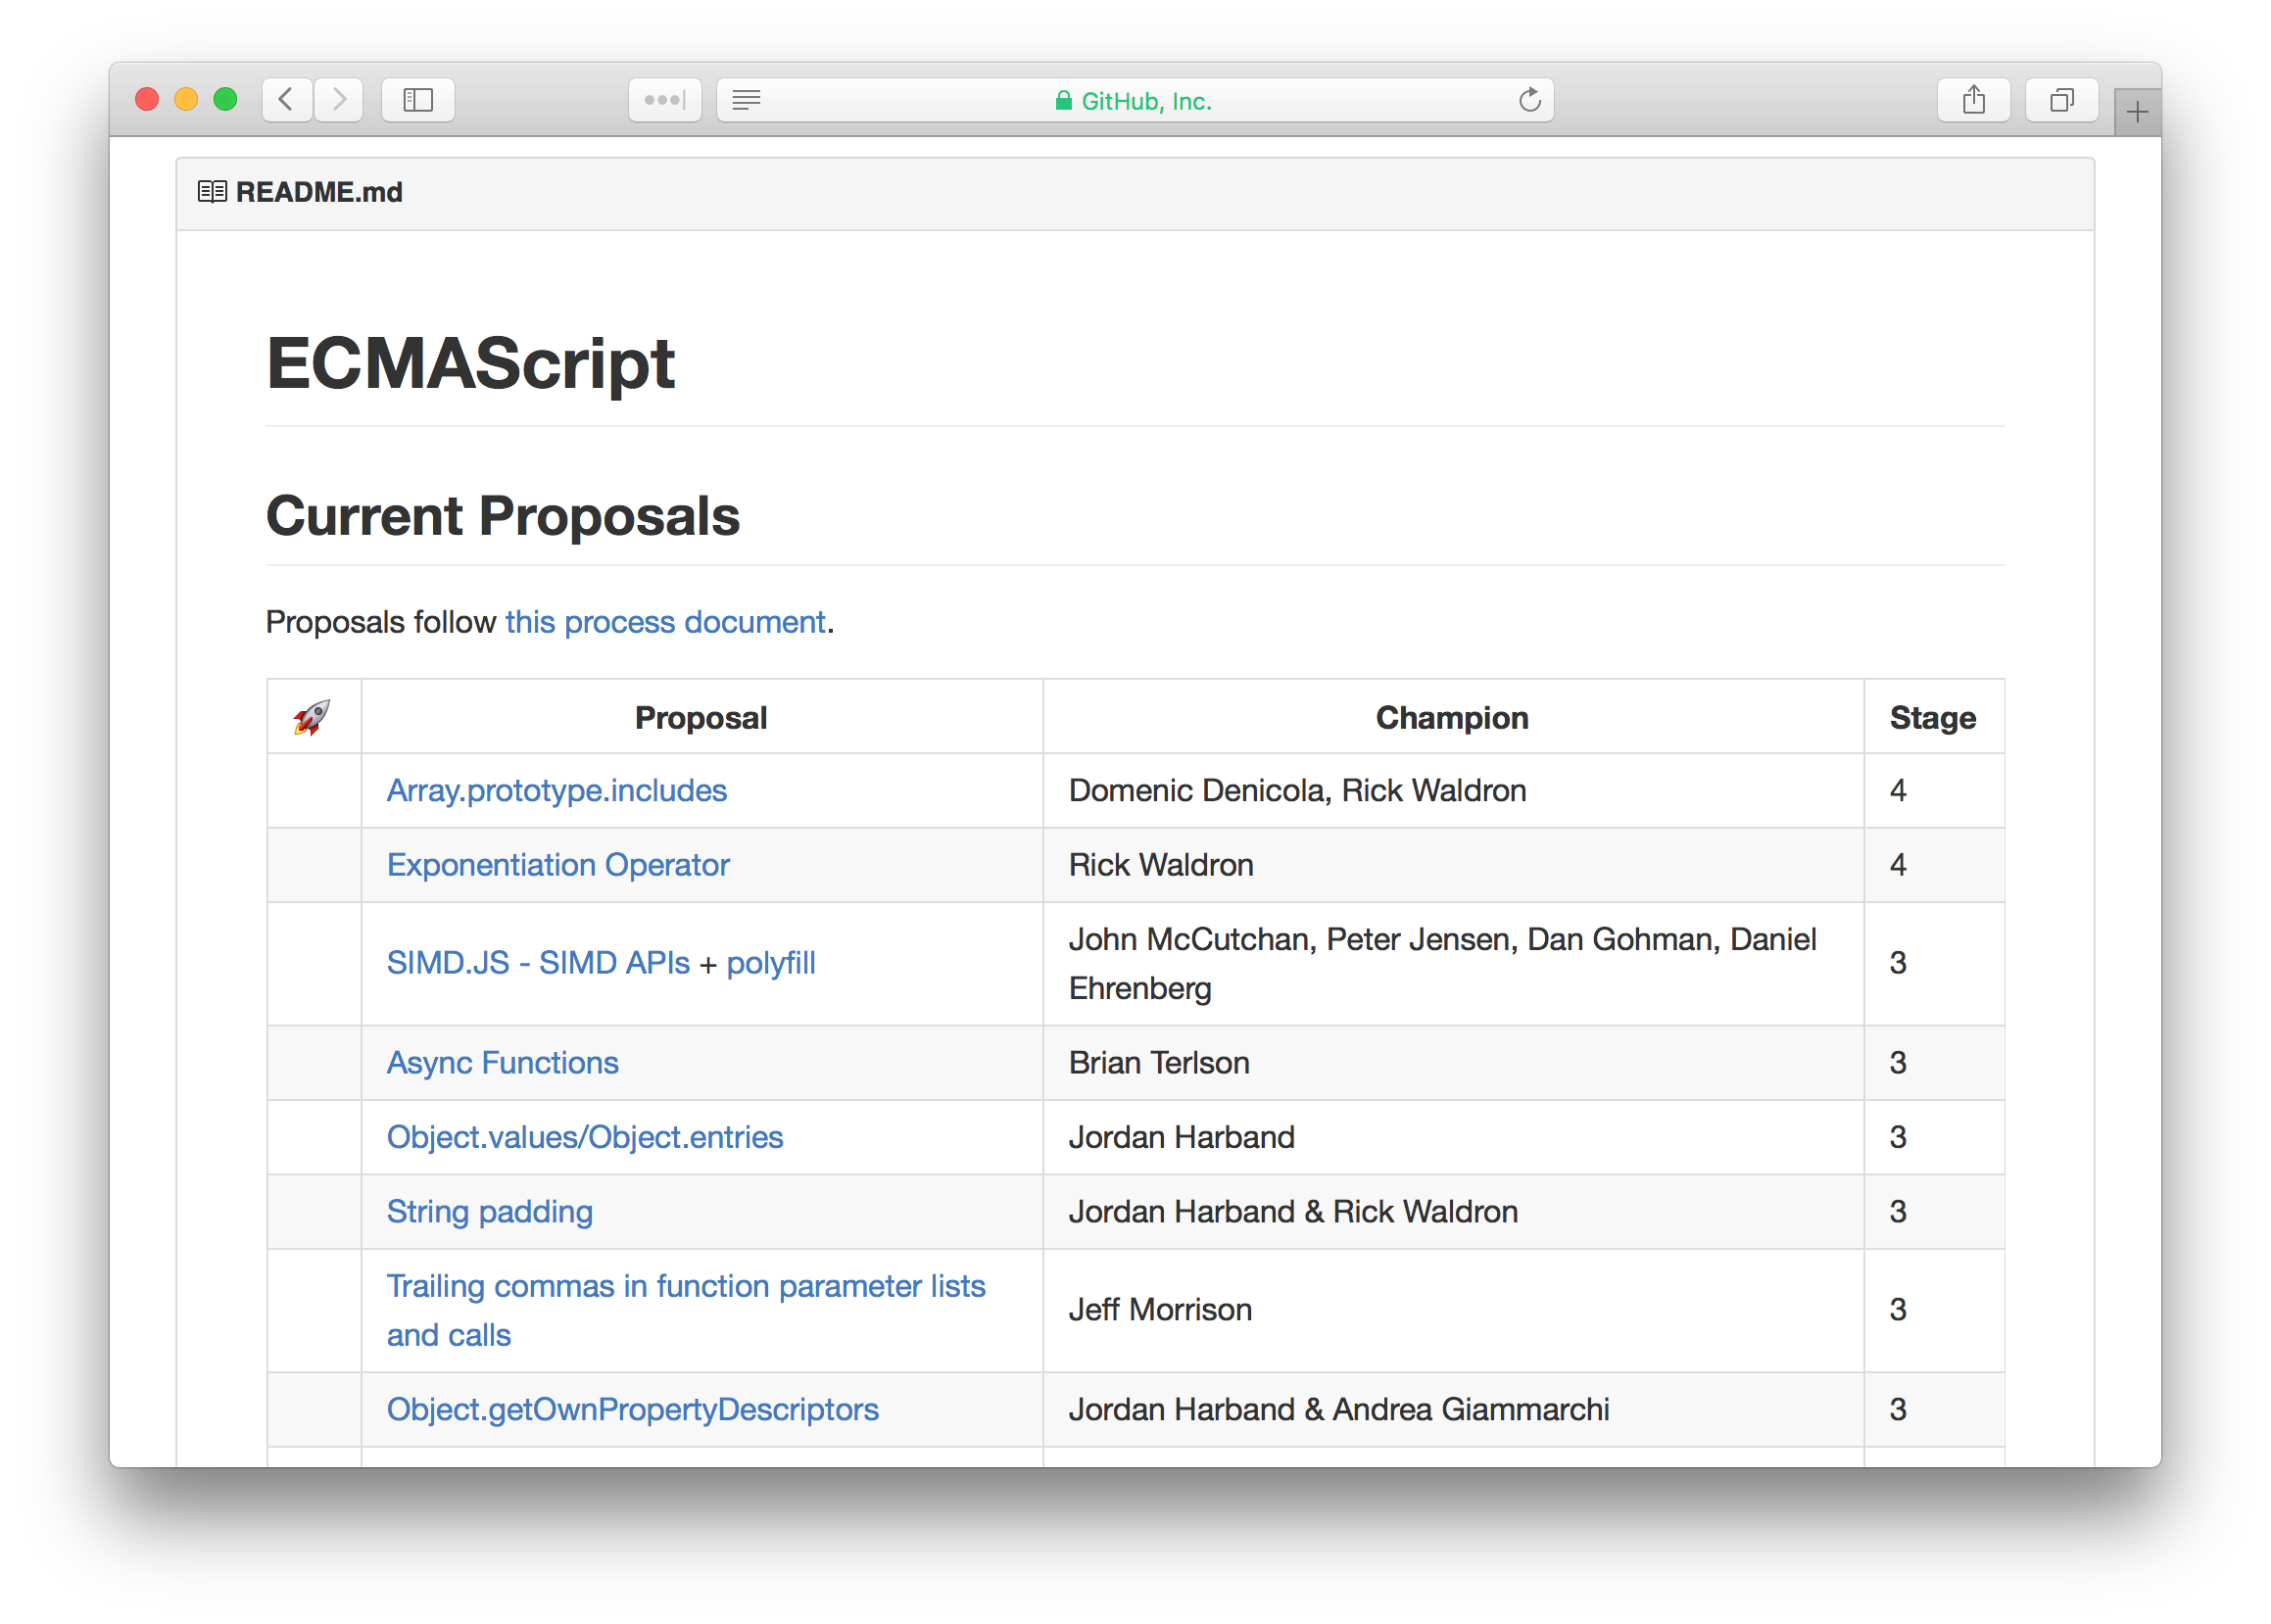 GitHub, Inc.
README.md
ECMAScript
Current Proposals
Proposals follow this process document.
🚀 Proposal Champion Stage
Array.prototype.includes Domenic Denicola, Rick Waldron 4
Exponentiation Operator Rick Waldron 4
SIMD.JS - SIMD APIs + polyfill John McCutchan, Peter Jensen, Dan Gohman, Daniel
Ehrenberg 3
Async Functions Brian Terlson 3
Object.values/Object.entries Jordan Harband 3
String padding Jordan Harband & Rick Waldron 3
Trailing commas in function parameter lists
and calls Jeff Morrison 3
Object.getOwnPropertyDescriptors Jordan Harband & Andrea Giammarchi 3